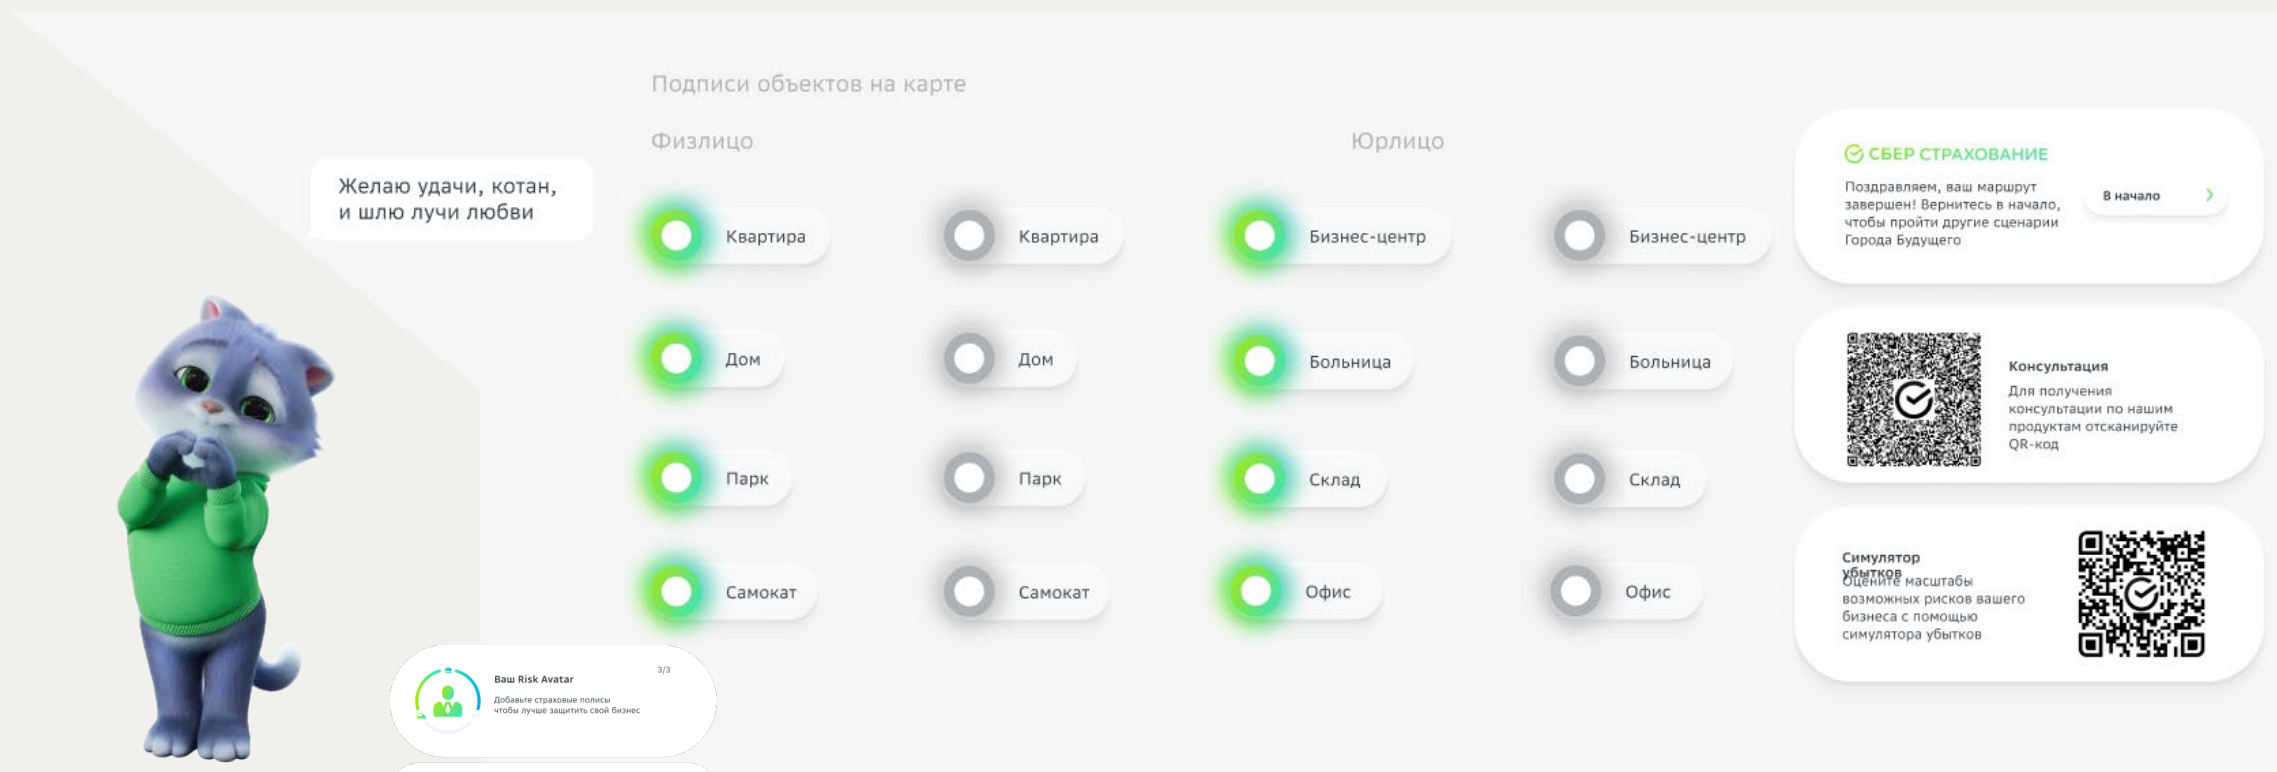 Подписи объектов на карте
Физлицо
Юрлицо
Желаю удачи, котан,
и шлю лучи любви
Квартира
Квартира
Бизнес-центр
Бизнес-центр
Дом
Дом
Больница
Больница
Парк
Парк
Склад
Склад
Самокат
Самокат
Офис
Офис
СБЕР СТРАХОВАНИЕ
Поздравляем, ваш маршрут
завершен! Вернитесь в начало,
чтобы пройти другие сценарии
Города Будущего
В начало
Консультация
Для получения
консультации по нашим
продуктам отсканируйте
QR-код
Симулятор
убытков
Оцените масштабы
возможных рисков вашего
бизнеса с помощью
симулятора убытков
Ваш Risk Avatar
3/3
Добавьте страховые полисы
чтобы лучше защитить свой бизнес